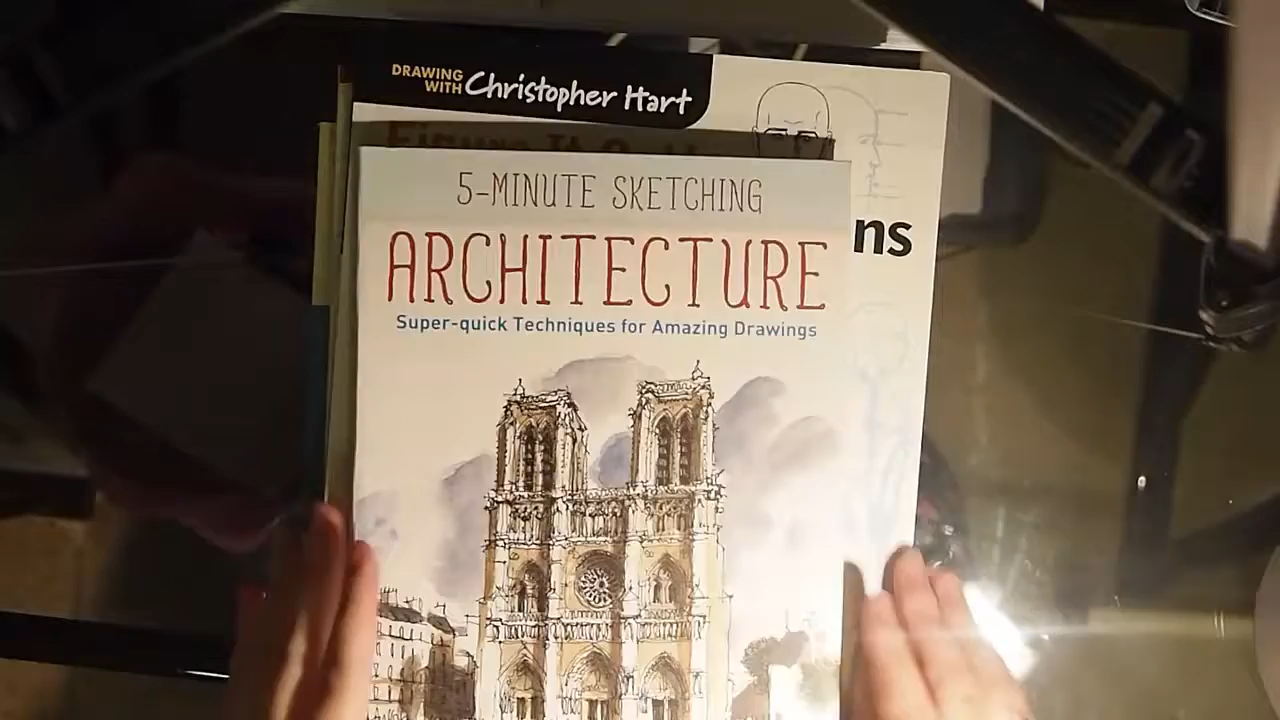 DRAWING
WITH Christopher Hart
5-MINUTE SKETCHING
ARCHITECTURE
ns
Super-quick Techniques for Amazing Drawings